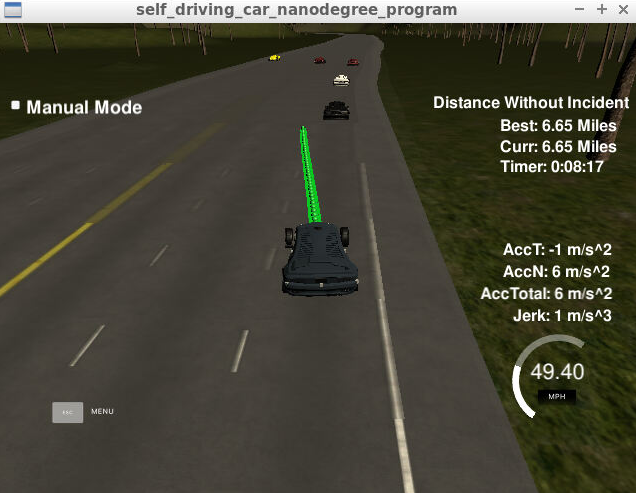 self_driving_car_nanodegree_program
Manual Mode
Distance Without Incident
Best: 6.65 Miles
Curr: 6.65 Miles
Timer: 0:08:17
AccT: -1 m/s^2
AccN: 6 m/s^2
AccTotal: 6 m/s^2
Jerk: 1 m/s^3
49.40
MPH
ESC
MENU